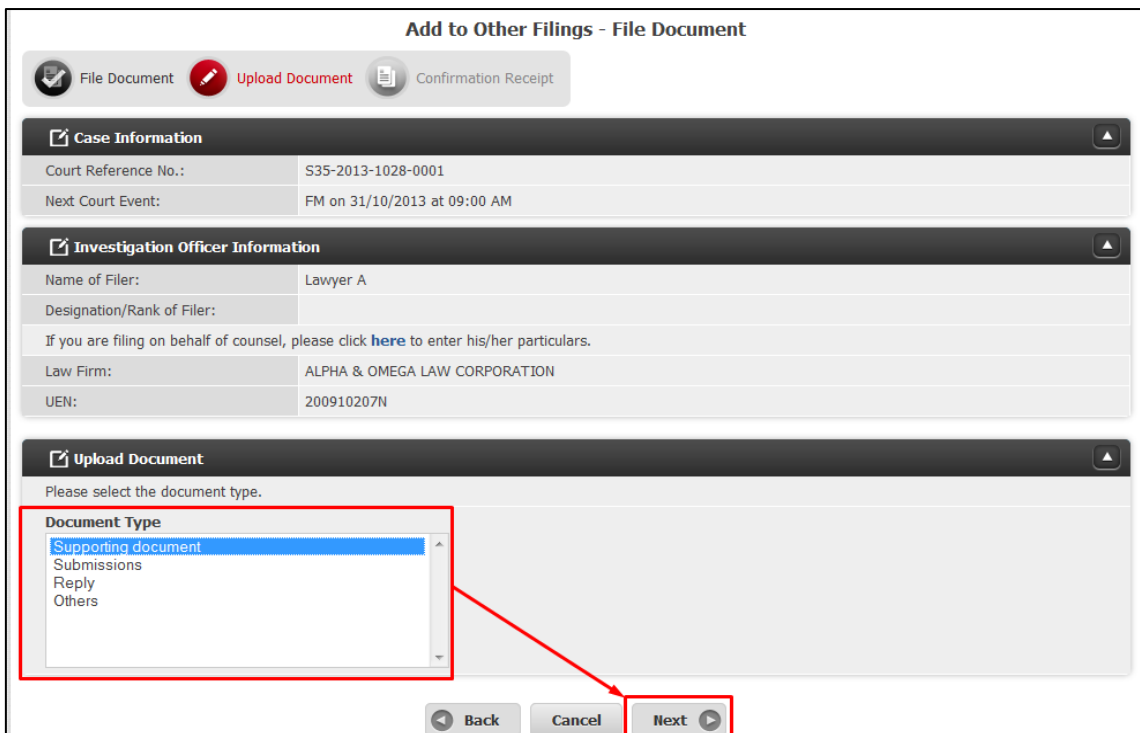 Add to Other Filings - File Document
File Document Upload Document Confirmation Receipt
Case Information
Court Reference No.: S35-2013-1028-0001
Next Court Event: FM on 31/10/2013 at 09:00 AM
Investigation Officer Information
Name of Filer: Lawyer A
Designation/Rank of Filer:
If you are filing on behalf of counsel, please click here to enter his/her particulars.
Law Firm: ALPHA & OMEGA LAW CORPORATION
UEN: 200910207N
Upload Document
Please select the document type.
Document Type
Supporting document
Submissions
Reply
Others
Back Cancel Next